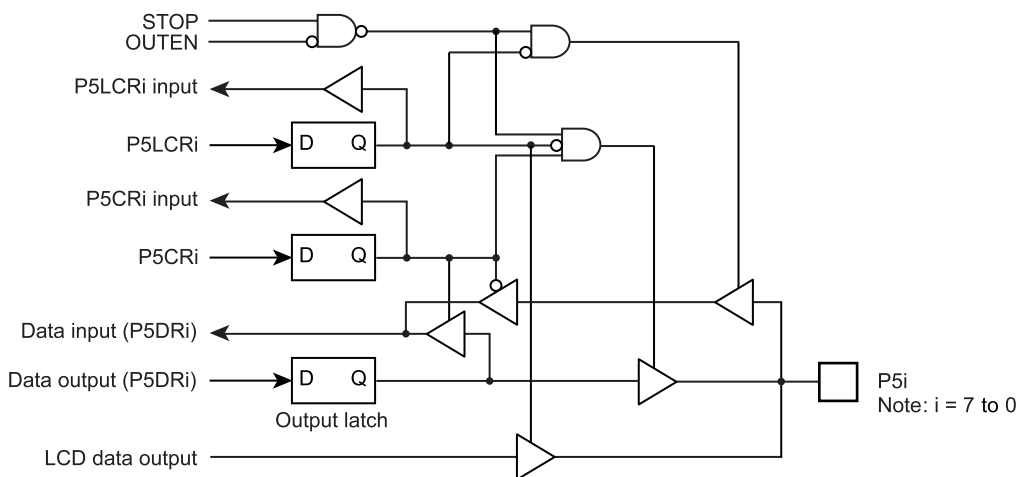 STOP
OUTEN
P5LCRi input
P5LCRi
D Q
P5CRi input
P5CRi
D Q
Data input (P5DRi)
Data output (P5DRi)
D Q
Output latch
P5i
Note: i = 7 to 0
LCD data output